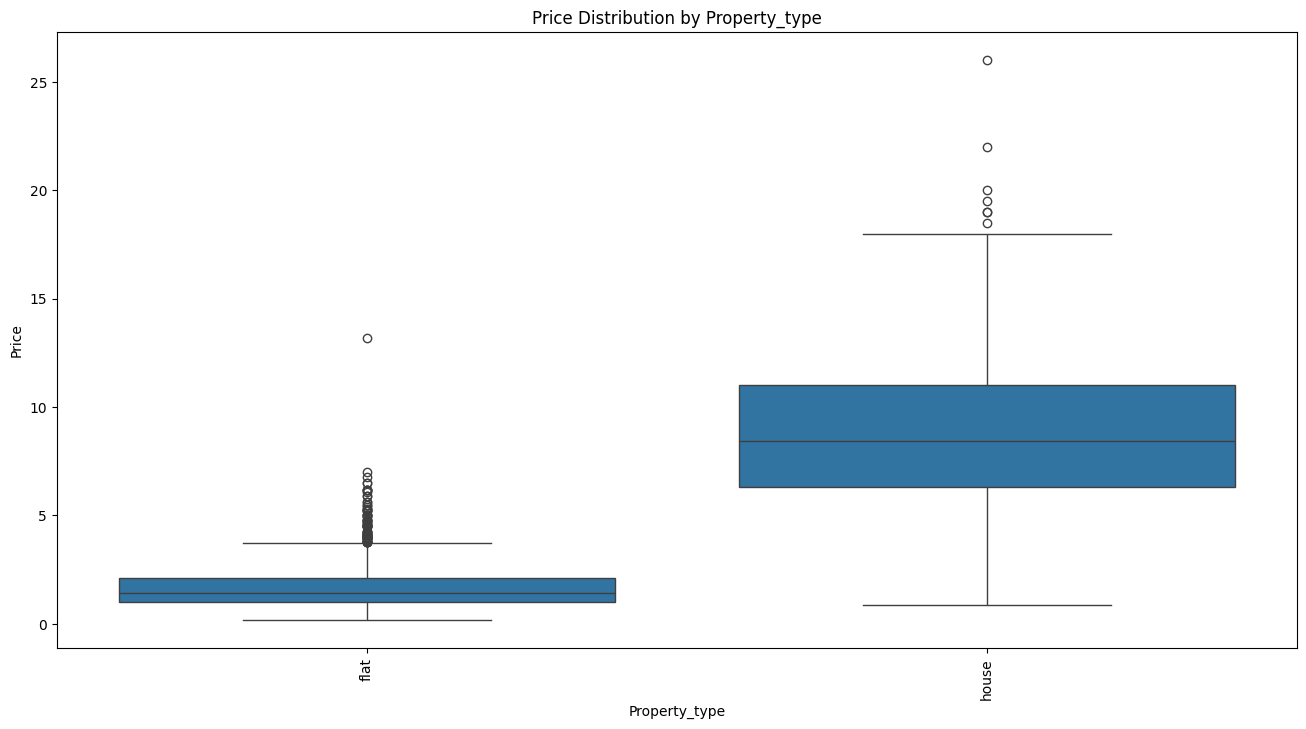 Price Distribution by Property_type
25
20
15
10
5
0
Price
flat
house
Property_type